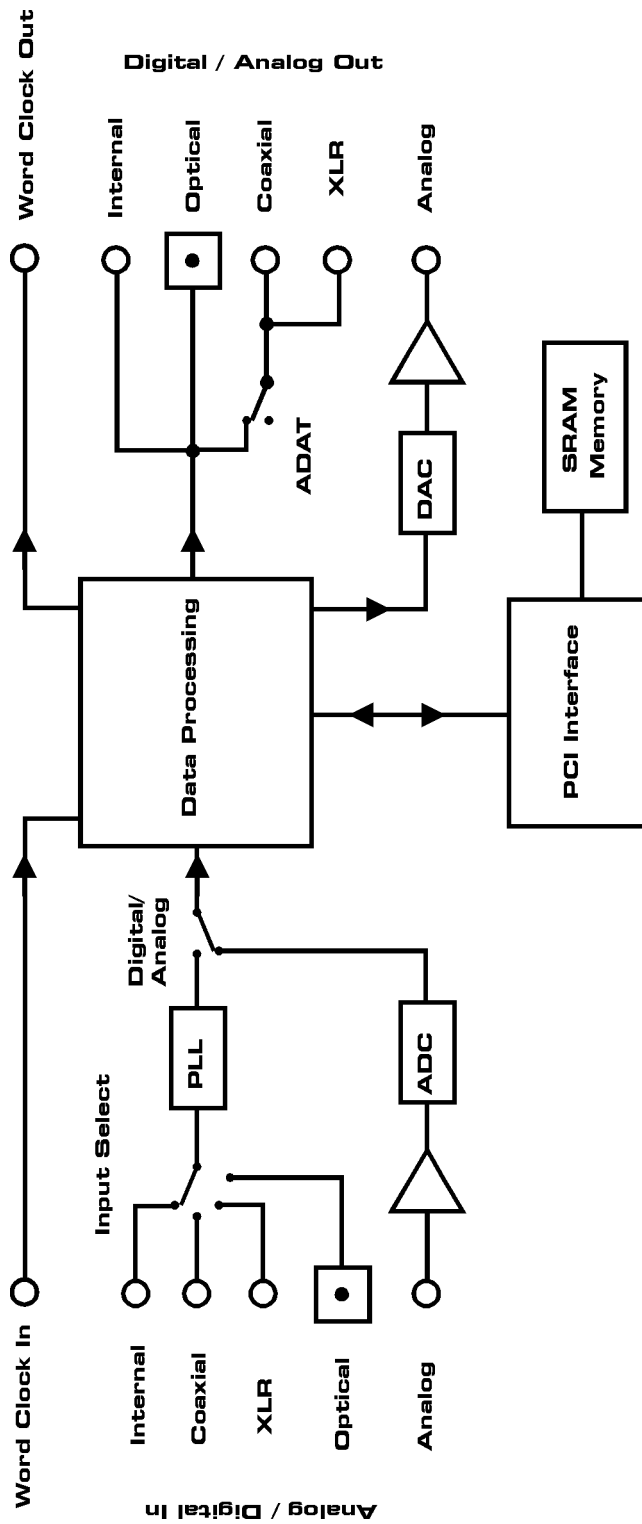 Word Clock In
Word Clock Out
Analog / Digital In
Internal
Coaxial
XLR
Optical
Analog
Input Select
PLL
ADC
Digital/
Analog
Data Processing
PCI Interface
SRAM
Memory
ADAT
DAC
Internal
Optical
Coaxial
XLR
Analog
Digital / Analog Out